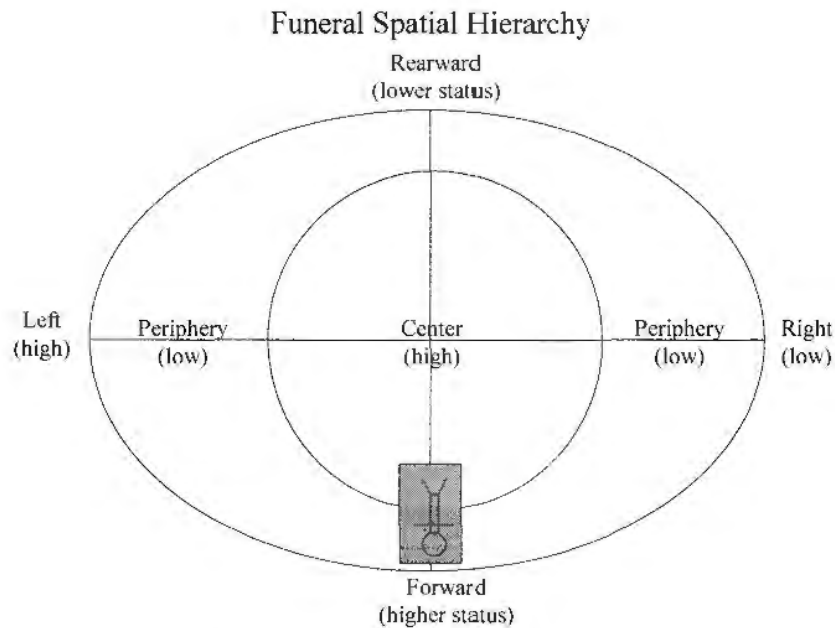 Funeral Spatial Hierarchy
Rearward
(lower status)
Left
(high)
Periphery
(low)
Center
(high)
Periphery
(low)
Right
(low)
Forward
(higher status)